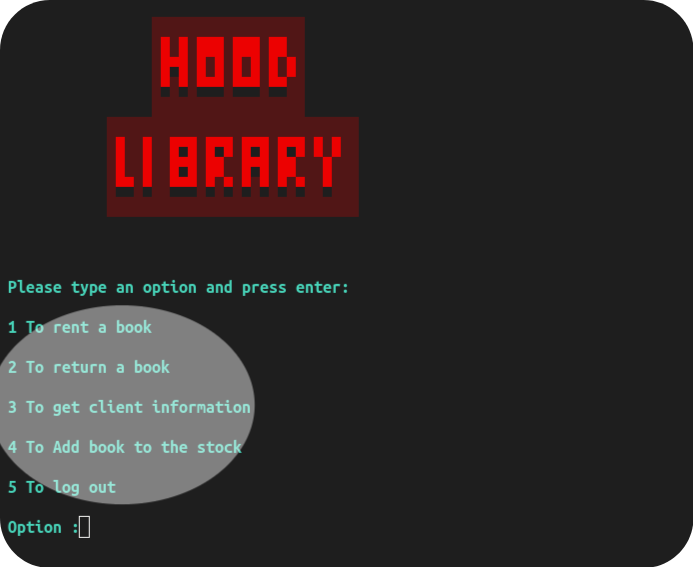 HOOD
LIBRARY
Please type an option and press enter:
1 To rent a book
2 To return a book
3 To get client information
4 To Add book to the stock
5 To log out
Option :